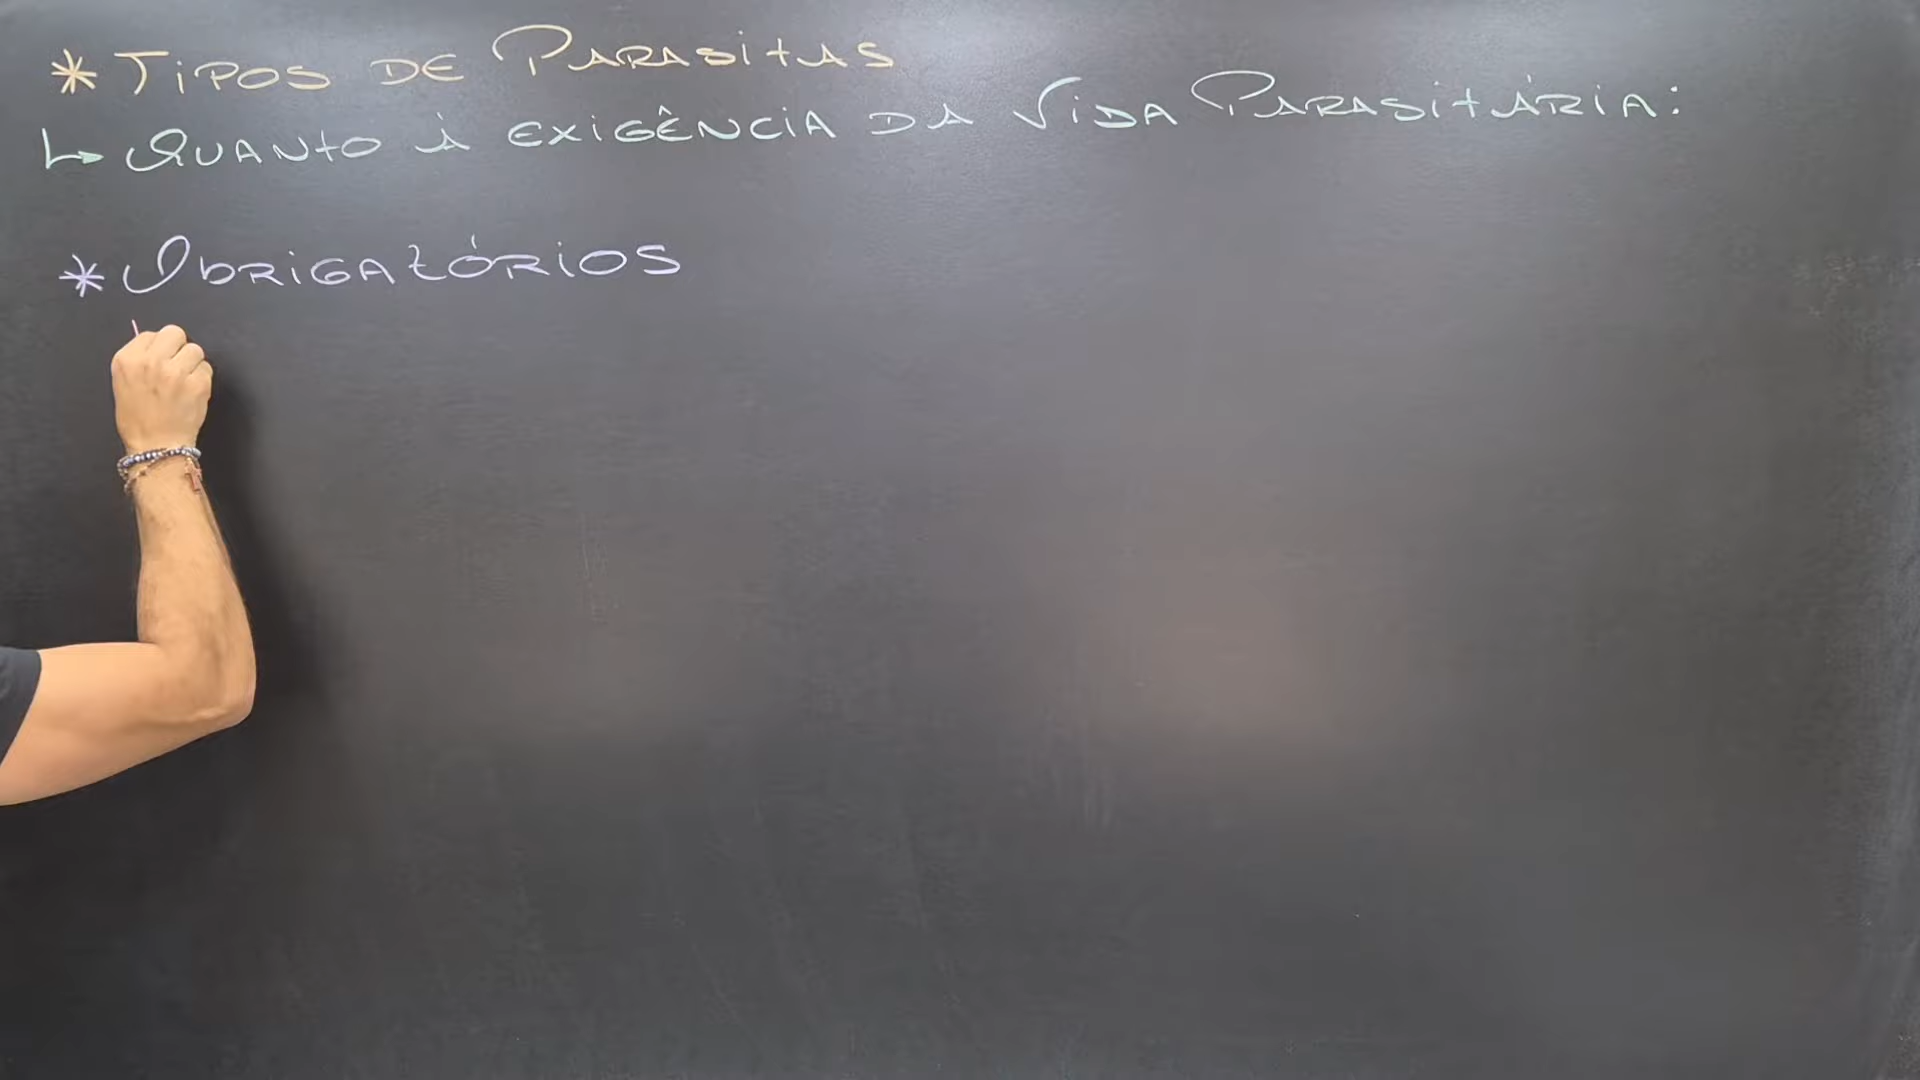 * TIPOS DE PARASITAS
↳ QUANTO À EXIGÊNCIA DA VIDA PARASITÁRIA:
* OBRIGATÓRIOS